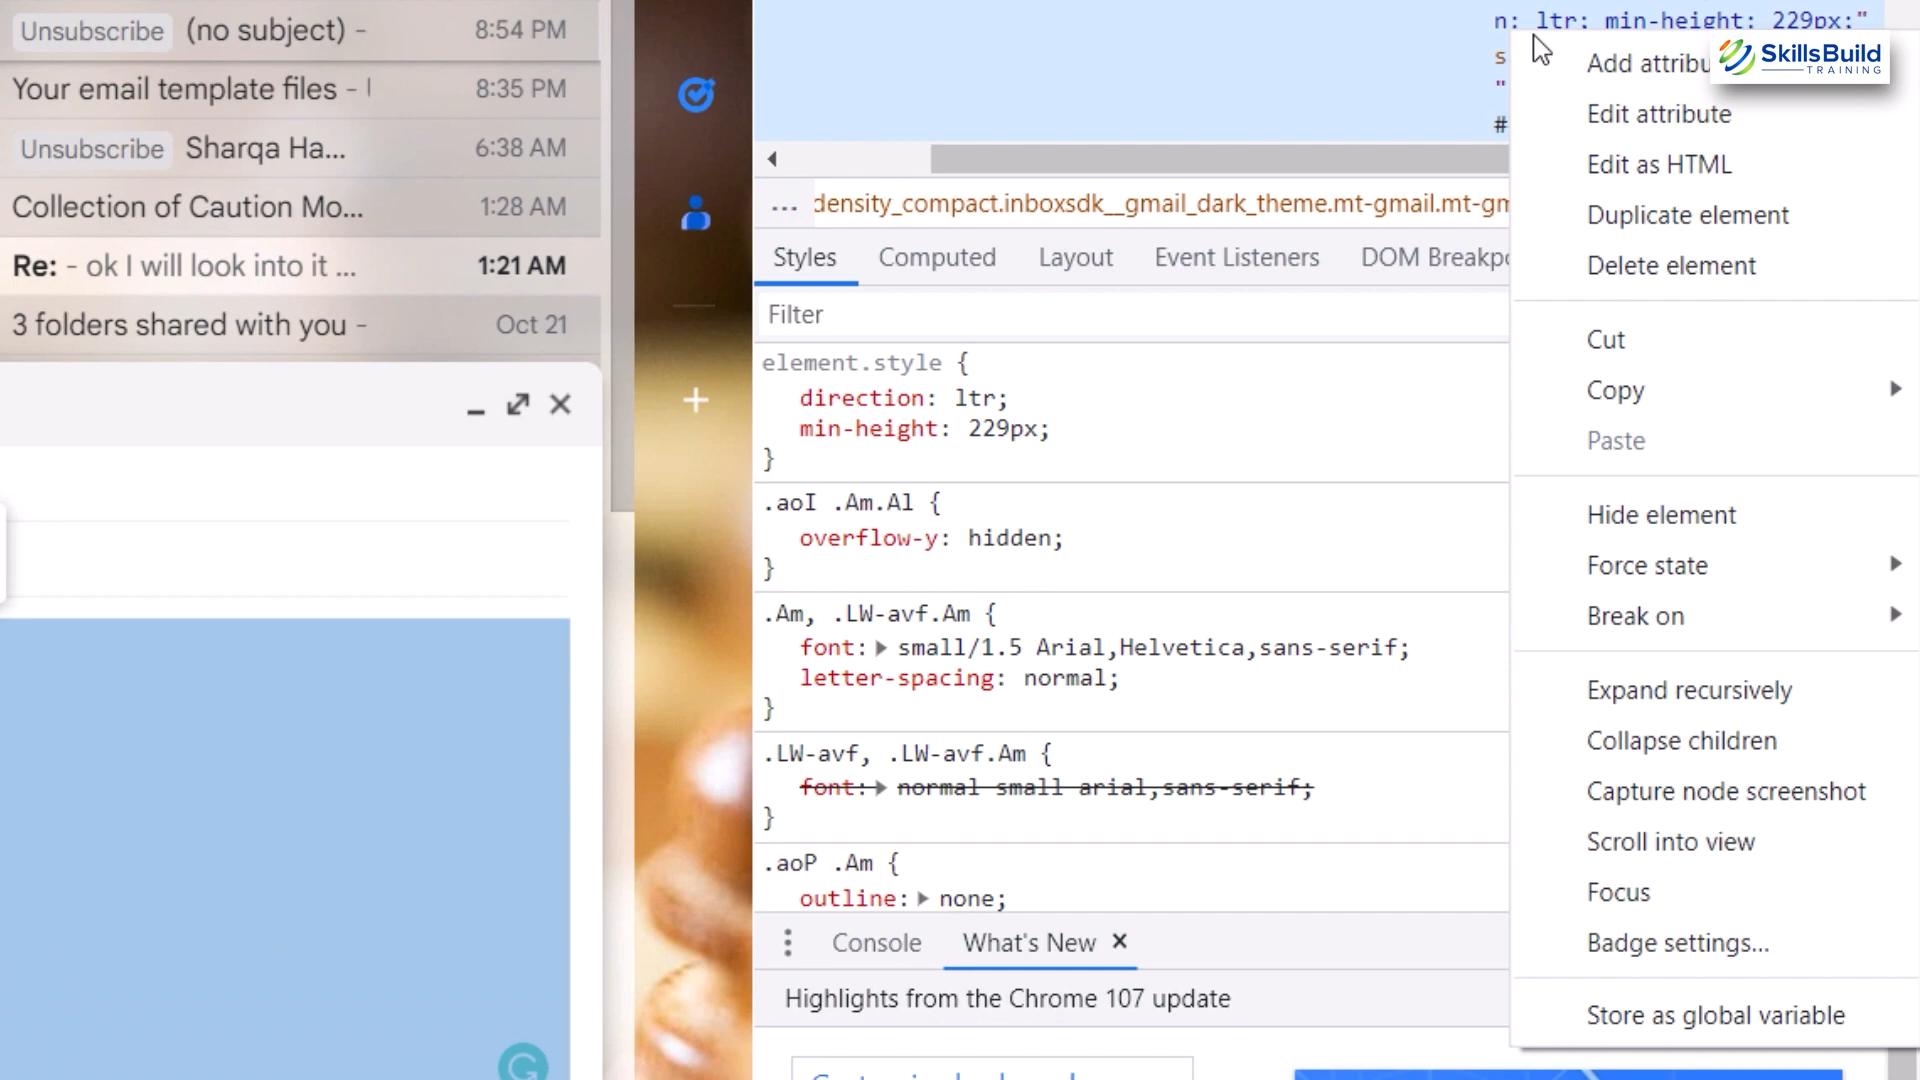 Unsubscribe (no subject) - 8:54 PM
Your email template files - 8:35 PM
Unsubscribe Sharqa Ha... 6:38 AM
Collection of Caution Mo... 1:28 AM
Re: - ok I will look into it ... 1:21 AM
3 folders shared with you - Oct 21
n: ltr; min-height: 229px;"
s
"
#
... density_compact.inboxsdk__gmail_dark_theme.mt-gmail.mt-gm
Styles Computed Layout Event Listeners DOM Breakpo
Filter
element.style {
direction: ltr;
min-height: 229px;
}
.aoI .Am.Al {
overflow-y: hidden;
}
.Am, .LW-avf.Am {
font: small/1.5 Arial,Helvetica,sans-serif;
letter-spacing: normal;
}
.LW-avf, .LW-avf.Am {
font: normal small arial,sans-serif;
}
.aoP .Am {
outline: none;
Console What's New
Highlights from the Chrome 107 update
SkillsBuild
TRAINING
Add attribu
Edit attribute
Edit as HTML
Duplicate element
Delete element
Cut
Copy
Paste
Hide element
Force state
Break on
Expand recursively
Collapse children
Capture node screenshot
Scroll into view
Focus
Badge settings...
Store as global variable